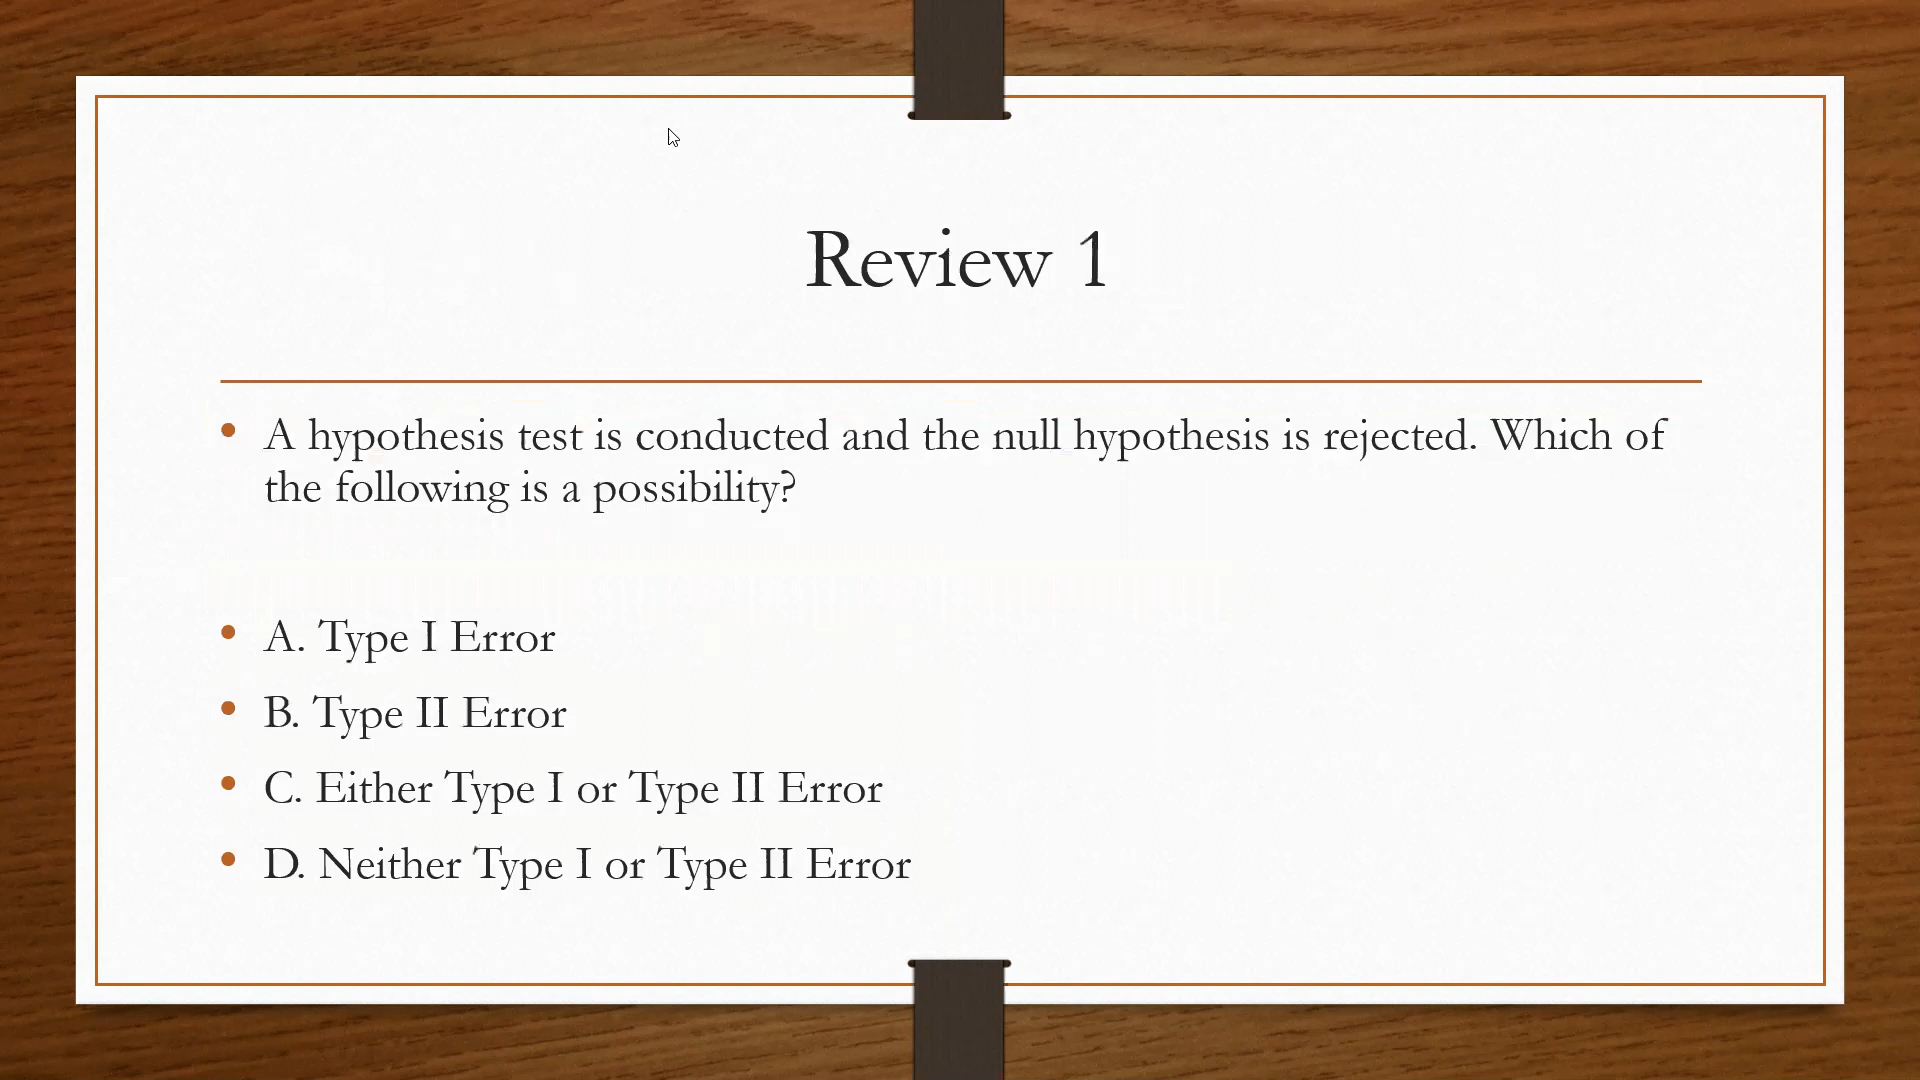 Review 1
• A hypothesis test is conducted and the null hypothesis is rejected. Which of
the following is a possibility?
• A. Type I Error
• B. Type II Error
• C. Either Type I or Type II Error
• D. Neither Type I or Type II Error